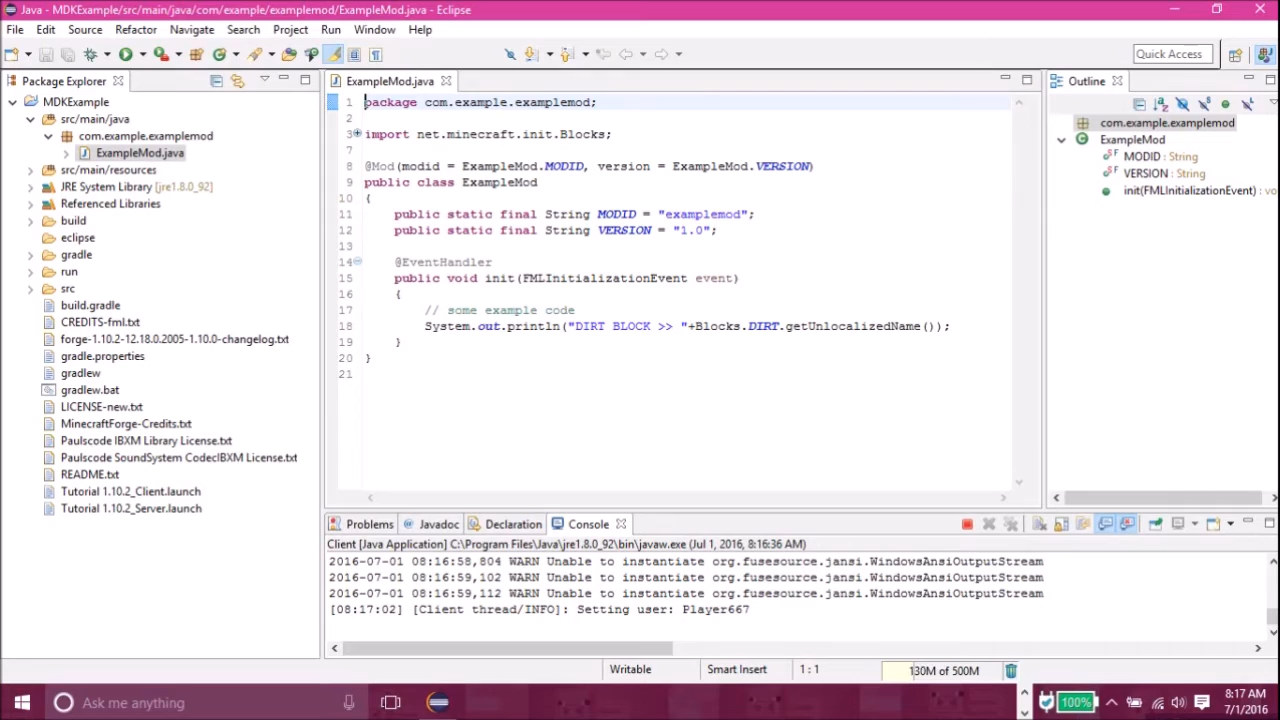 Java - MDKExample/src/main/java/com/example/examplemod/ExampleMod.java - Eclipse
File Edit Source Refactor Navigate Search Project Run Window Help
Quick Access
Package Explorer
MDKExample
src/main/java
com.example.examplemod
ExampleMod.java
src/main/resources
JRE System Library [jre1.8.0_92]
Referenced Libraries
build
eclipse
gradle
run
src
build.gradle
CREDITS-fml.txt
forge-1.10.2-12.18.0.2005-1.10.0-changelog.txt
gradle.properties
gradlew
gradlew.bat
LICENSE-new.txt
MinecraftForge-Credits.txt
Paulscode IBXM Library License.txt
Paulscode SoundSystem CodecIBXM License.txt
README.txt
Tutorial 1.10.2_Client.launch
Tutorial 1.10.2_Server.launch
ExampleMod.java
1 package com.example.examplemod;
2
3 import net.minecraft.init.Blocks;
7
8 @Mod(modid = ExampleMod.MODID, version = ExampleMod.VERSION)
9 public class ExampleMod
10 {
11 public static final String MODID = "examplemod";
12 public static final String VERSION = "1.0";
13
14 @EventHandler
15 public void init(FMLInitializationEvent event)
16 {
17 // some example code
18 System.out.println("DIRT BLOCK >> "+Blocks.DIRT.getUnlocalizedName());
19 }
20 }
21
Outline
com.example.examplemod
ExampleMod
MODID : String
VERSION : String
init(FMLInitializationEvent) : vo
Problems Javadoc Declaration Console
Client [Java Application] C:\Program Files\Java\jre1.8.0_92\bin\javaw.exe (Jul 1, 2016, 8:16:36 AM)
2016-07-01 08:16:58,804 WARN Unable to instantiate org.fusesource.jansi.WindowsAnsiOutputStream
2016-07-01 08:16:59,102 WARN Unable to instantiate org.fusesource.jansi.WindowsAnsiOutputStream
2016-07-01 08:16:59,112 WARN Unable to instantiate org.fusesource.jansi.WindowsAnsiOutputStream
[08:17:02] [Client thread/INFO]: Setting user: Player667
Writable Smart Insert 1 : 1 130M of 500M
Ask me anything
100%
8:17 AM
7/1/2016